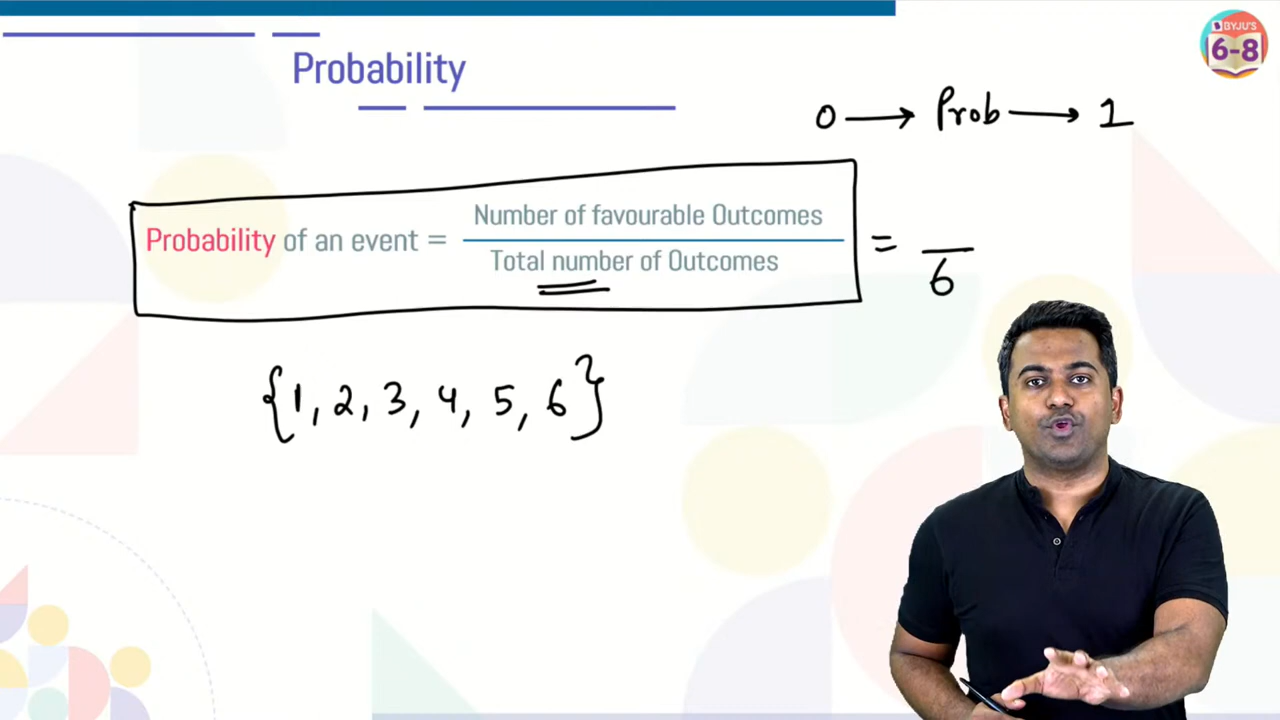 BYJU'S
6-8
Probability
0 → Prob → 1
Probability of an event = Number of favourable Outcomes
Total number of Outcomes
= 
6
{1, 2, 3, 4, 5, 6}